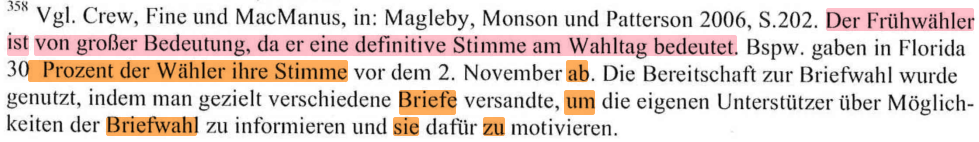 358 Vgl. Crew, Fine und MacManus, in: Magleby, Monson und Patterson 2006, S.202. Der Frühwähler
ist von großer Bedeutung, da er eine definitive Stimme am Wahltag bedeutet. Bspw. gaben in Florida
30 Prozent der Wähler ihre Stimme vor dem 2. November ab. Die Bereitschaft zur Briefwahl wurde
genutzt, indem man gezielt verschiedene Briefe versandte, um die eigenen Unterstützer über Möglich-
keiten der Briefwahl zu informieren und sie dafür zu motivieren.